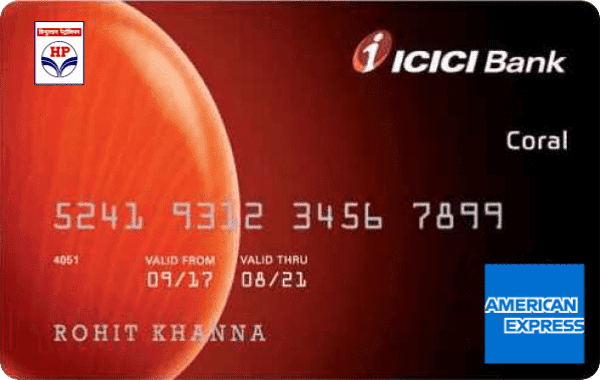 हिन्दुस्तान पेट्रोलियम
HP
ICICI Bank
Coral
5241 9312 3456 7899
4051
VALID FROM VALID THRU
09/17 08/21
ROHIT KHANNA
AMERICAN
EXPRESS